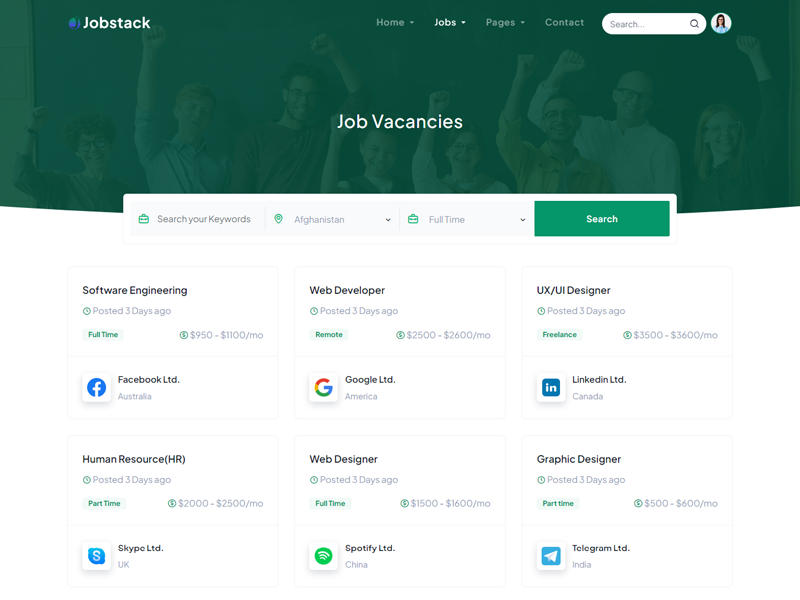 Jobstack
Home
Jobs
Pages
Contact
Search...
Job Vacancies
Search your Keywords
Afghanistan
Full Time
Search
Software Engineering
Posted 3 Days ago
Full Time
$950 - $1100/mo
Facebook Ltd.
Australia
Web Developer
Posted 3 Days ago
Remote
$2500 - $2600/mo
Google Ltd.
America
UX/UI Designer
Posted 3 Days ago
Freelance
$3500 - $3600/mo
in
Linkedin Ltd.
Canada
Human Resource(HR)
Posted 3 Days ago
Part Time
$2000 - $2500/mo
Skype Ltd.
UK
Web Designer
Posted 3 Days ago
Full Time
$1500 - $1600/mo
Spotify Ltd.
China
Graphic Designer
Posted 3 Days ago
Part time
$500 - $600/mo
Telegram Ltd.
India